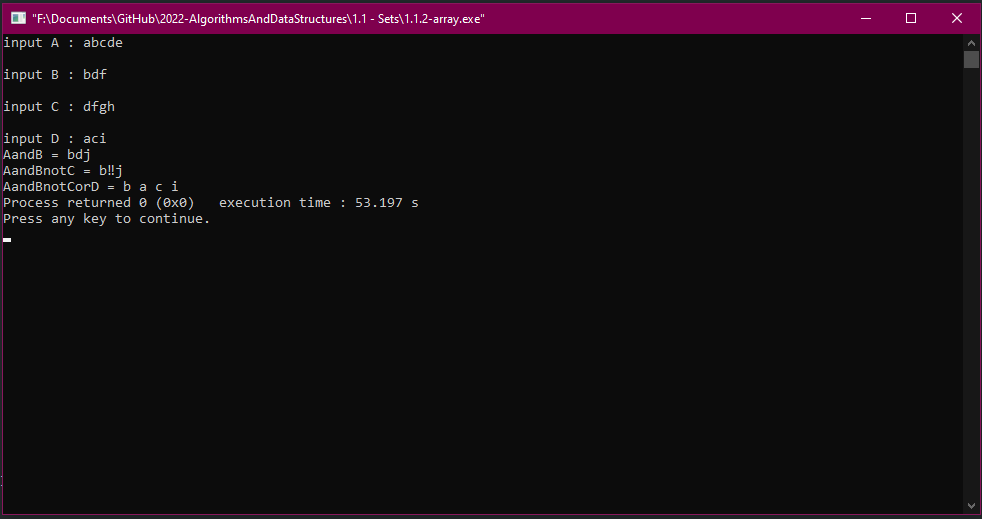 "F:\Documents\GitHub\2022-AlgorithmsAndDataStructures\1.1 - Sets\1.1.2-array.exe"
input A : abcde
input B : bdf
input C : dfgh
input D : aci
AandB = bdj
AandBnotC = b‼j
AandBnotCorD = b a c i
Process returned 0 (0x0)   execution time : 53.197 s
Press any key to continue.